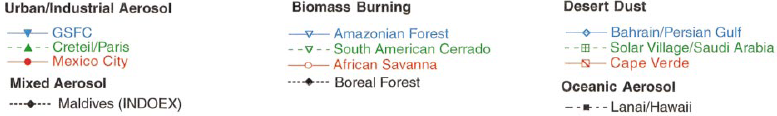 Urban/Industrial Aerosol
GSFC
Creteil/Paris
Mexico City
Mixed Aerosol
Maldives (INDOEX)
Biomass Burning
Amazonian Forest
South American Cerrado
African Savanna
Boreal Forest
Desert Dust
Bahrain/Persian Gulf
Solar Village/Saudi Arabia
Cape Verde
Oceanic Aerosol
Lanai/Hawaii